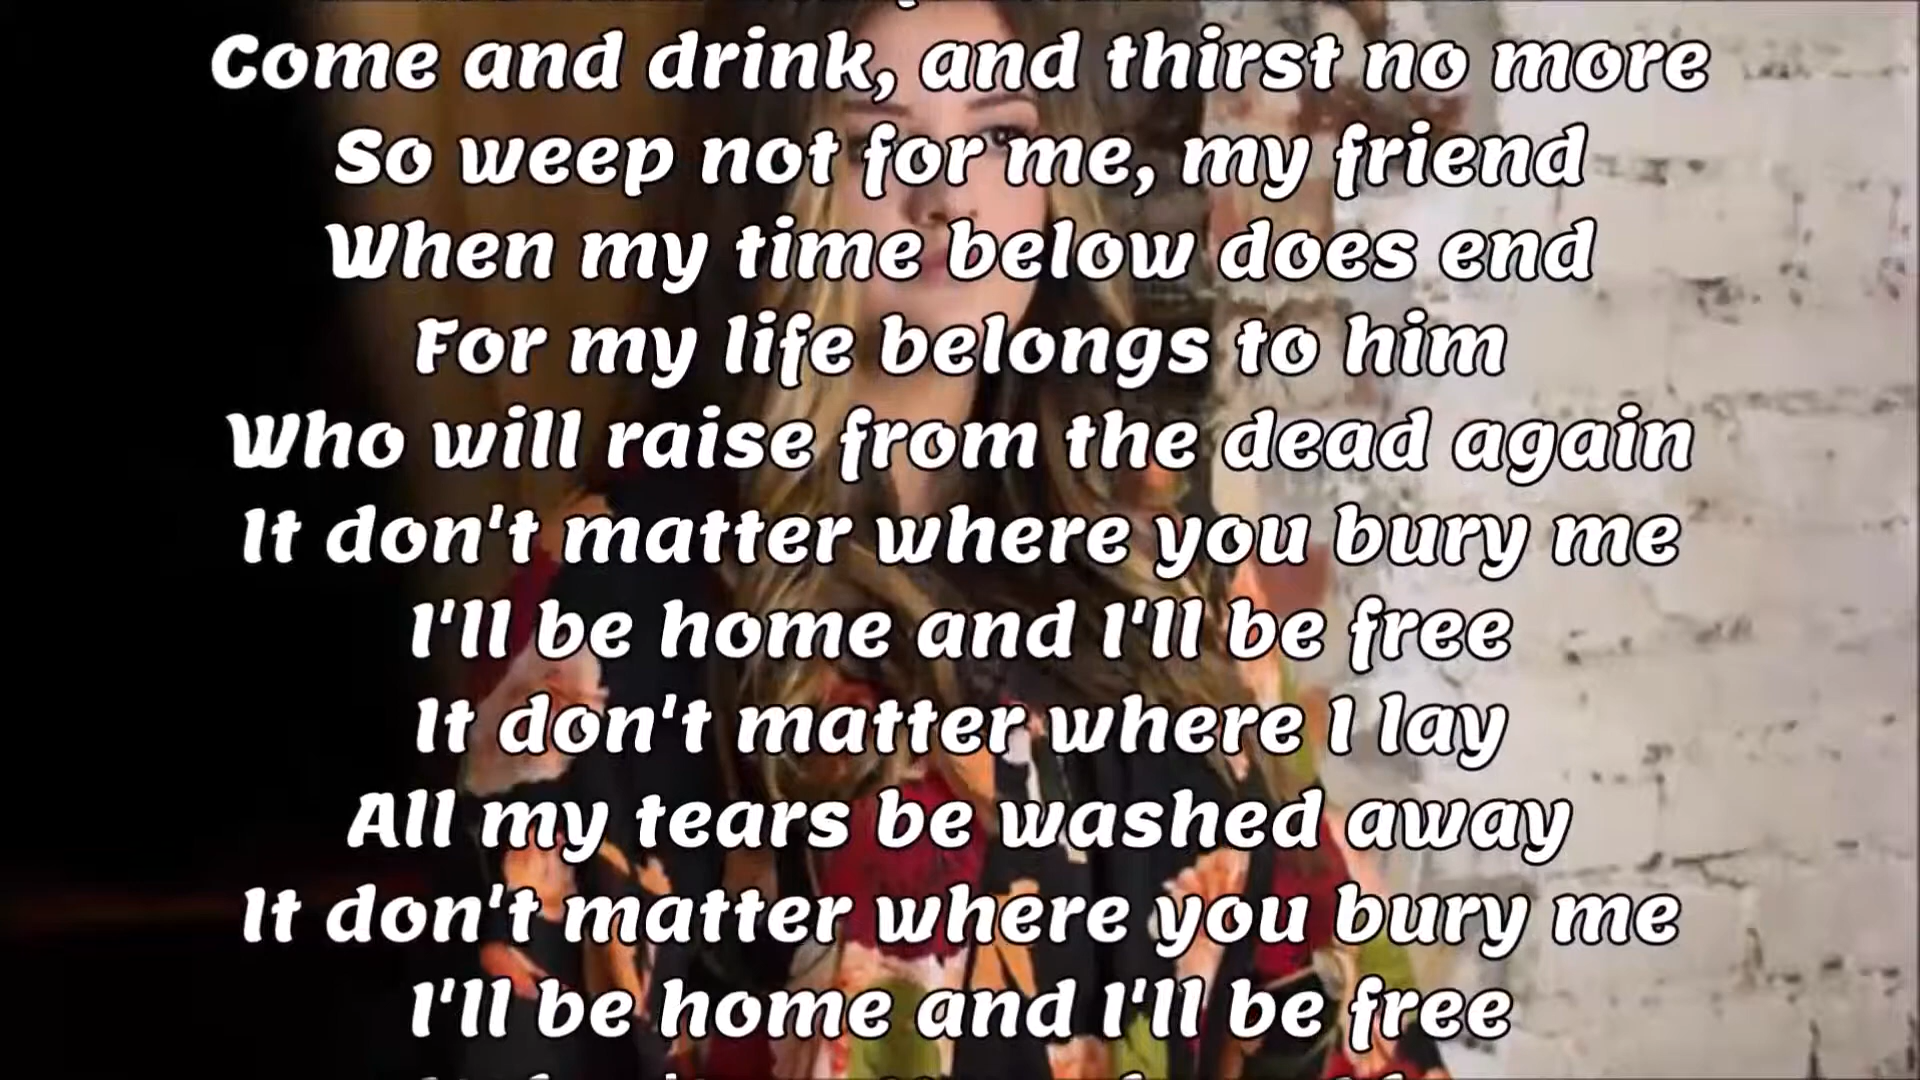 Come and drink, and thirst no more
So weep not for me, my friend
When my time below does end
For my life belongs to him
Who will raise from the dead again
It don't matter where you bury me
I'll be home and I'll be free
It don't matter where I lay
All my tears be washed away
It don't matter where you bury me
I'll be home and I'll be free